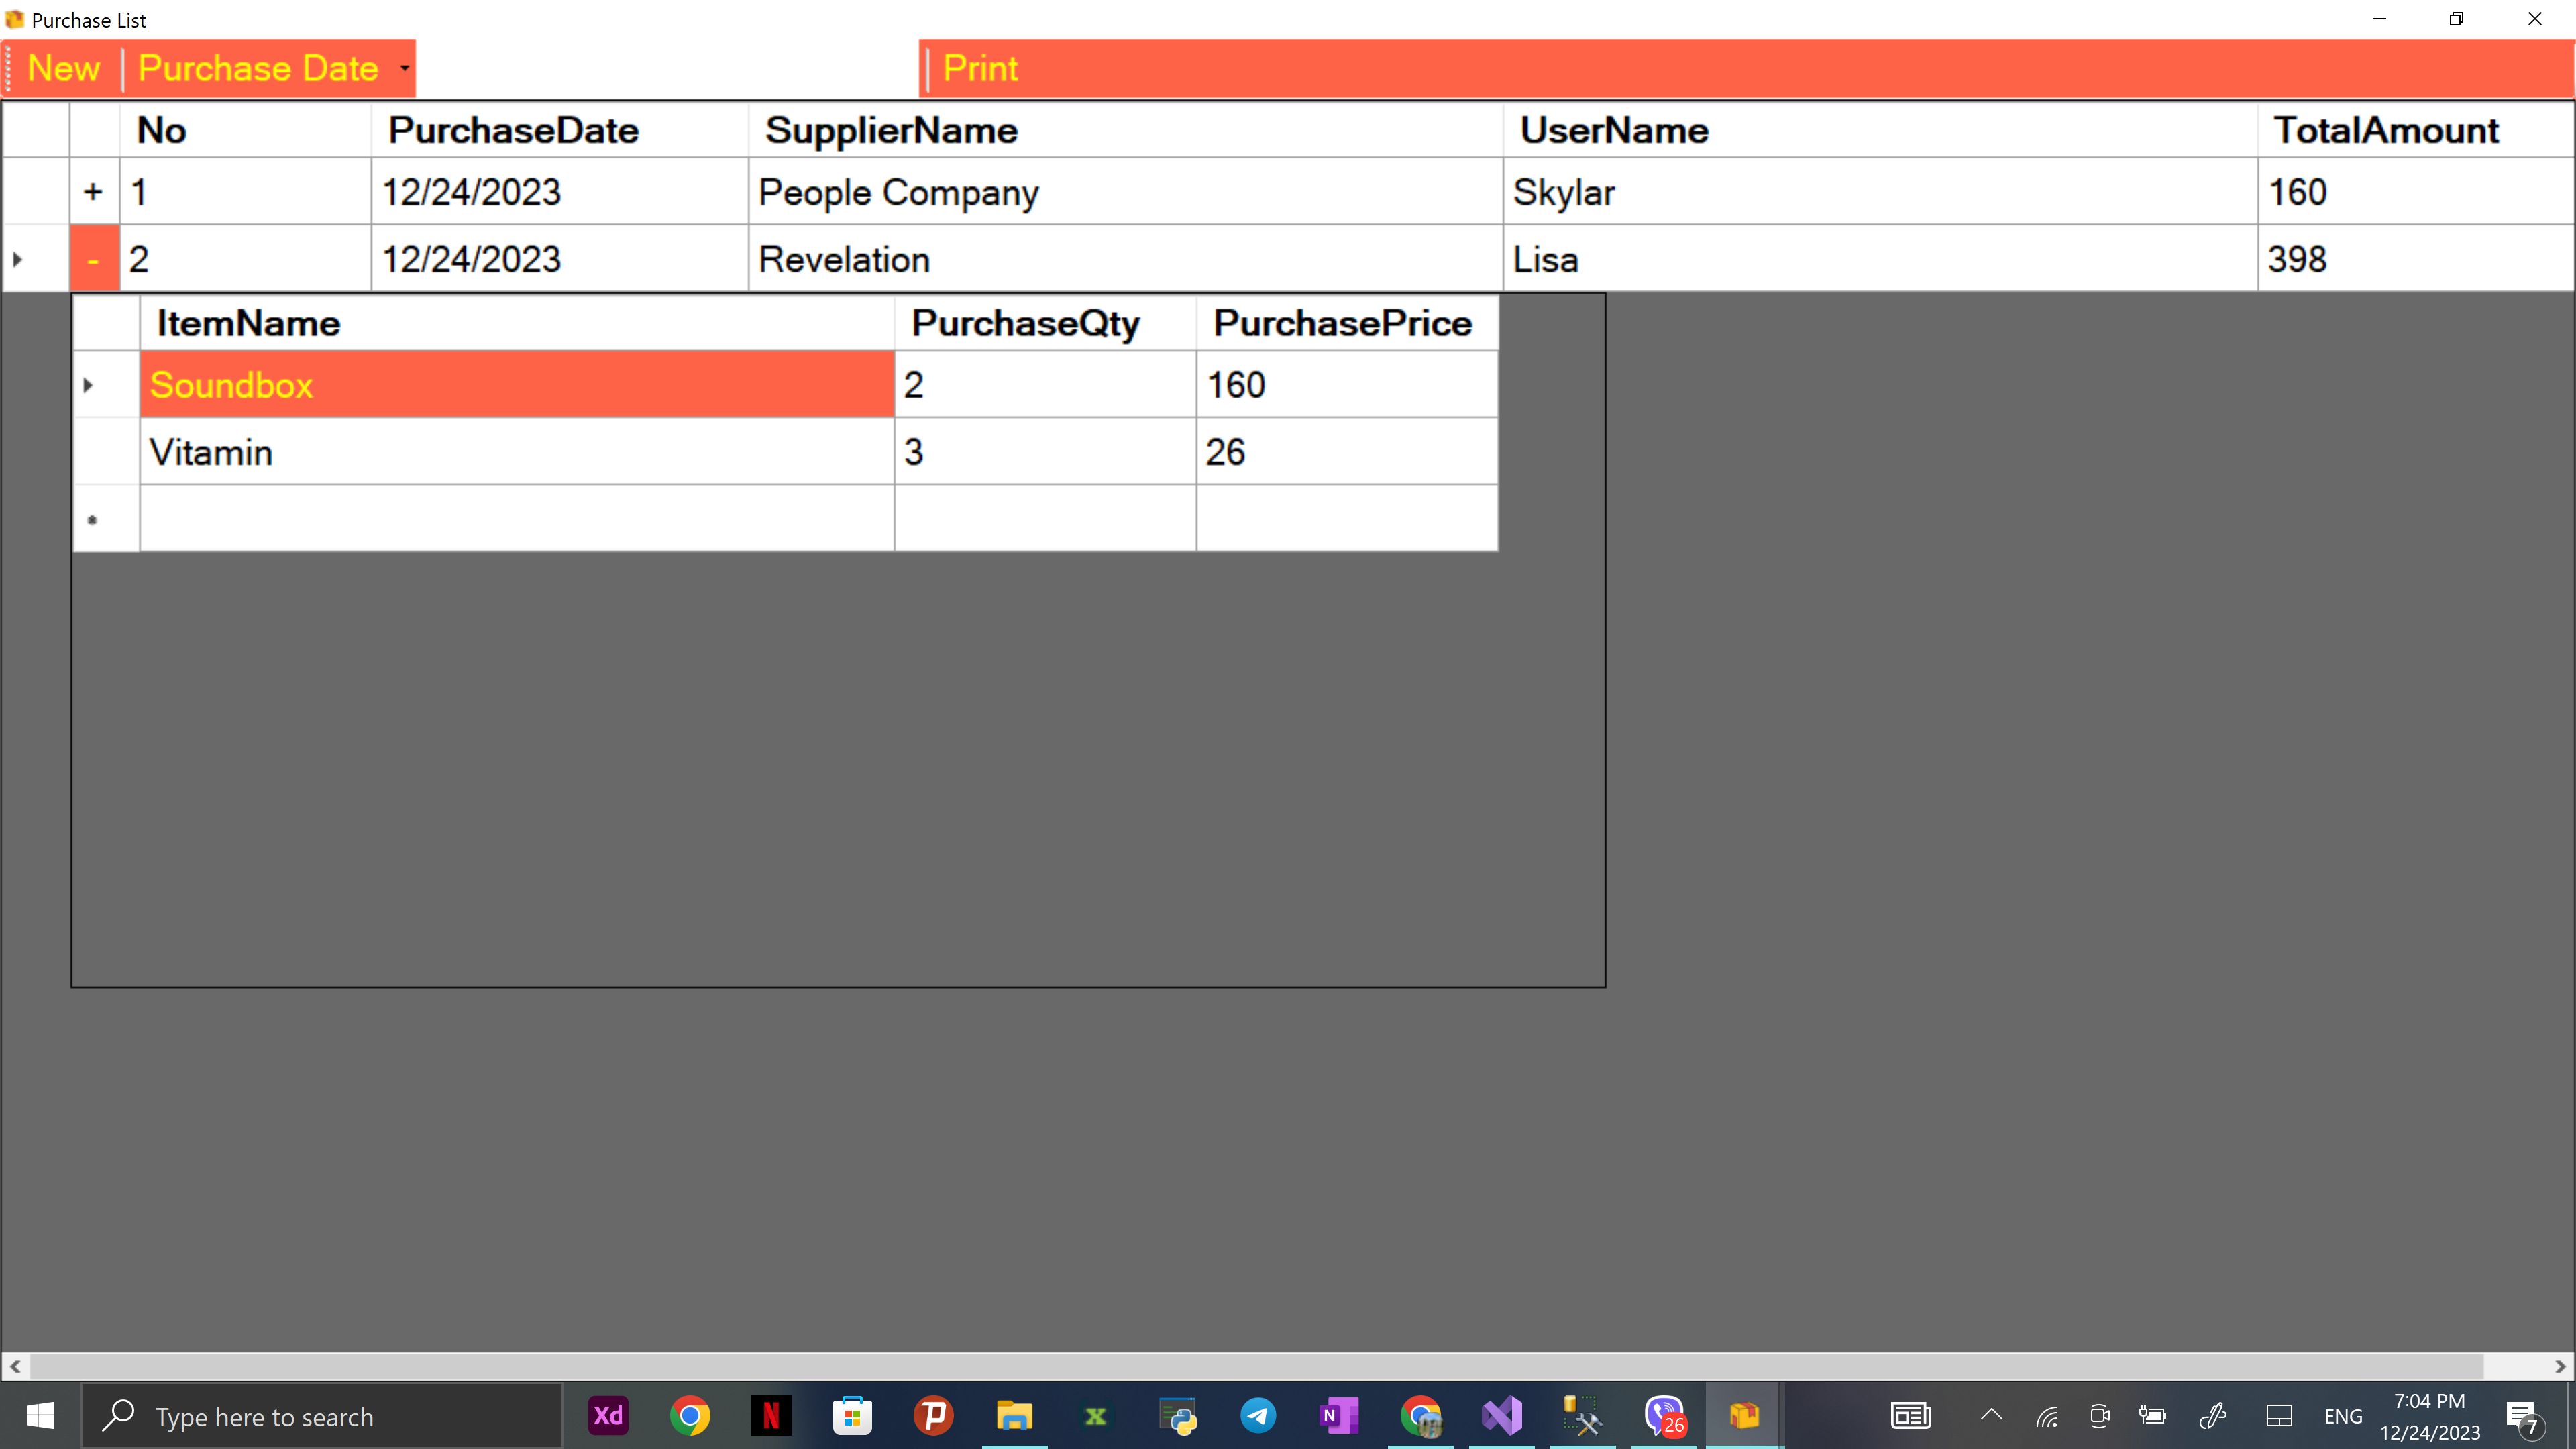 Purchase List
New Purchase Date Print
No PurchaseDate SupplierName UserName TotalAmount
+ 1 12/24/2023 People Company Skylar 160
- 2 12/24/2023 Revelation Lisa 398
ItemName PurchaseQty PurchasePrice
Soundbox 2 160
Vitamin 3 26
Type here to search Xd N P X N 26 ENG 7:04 PM
12/24/2023 7